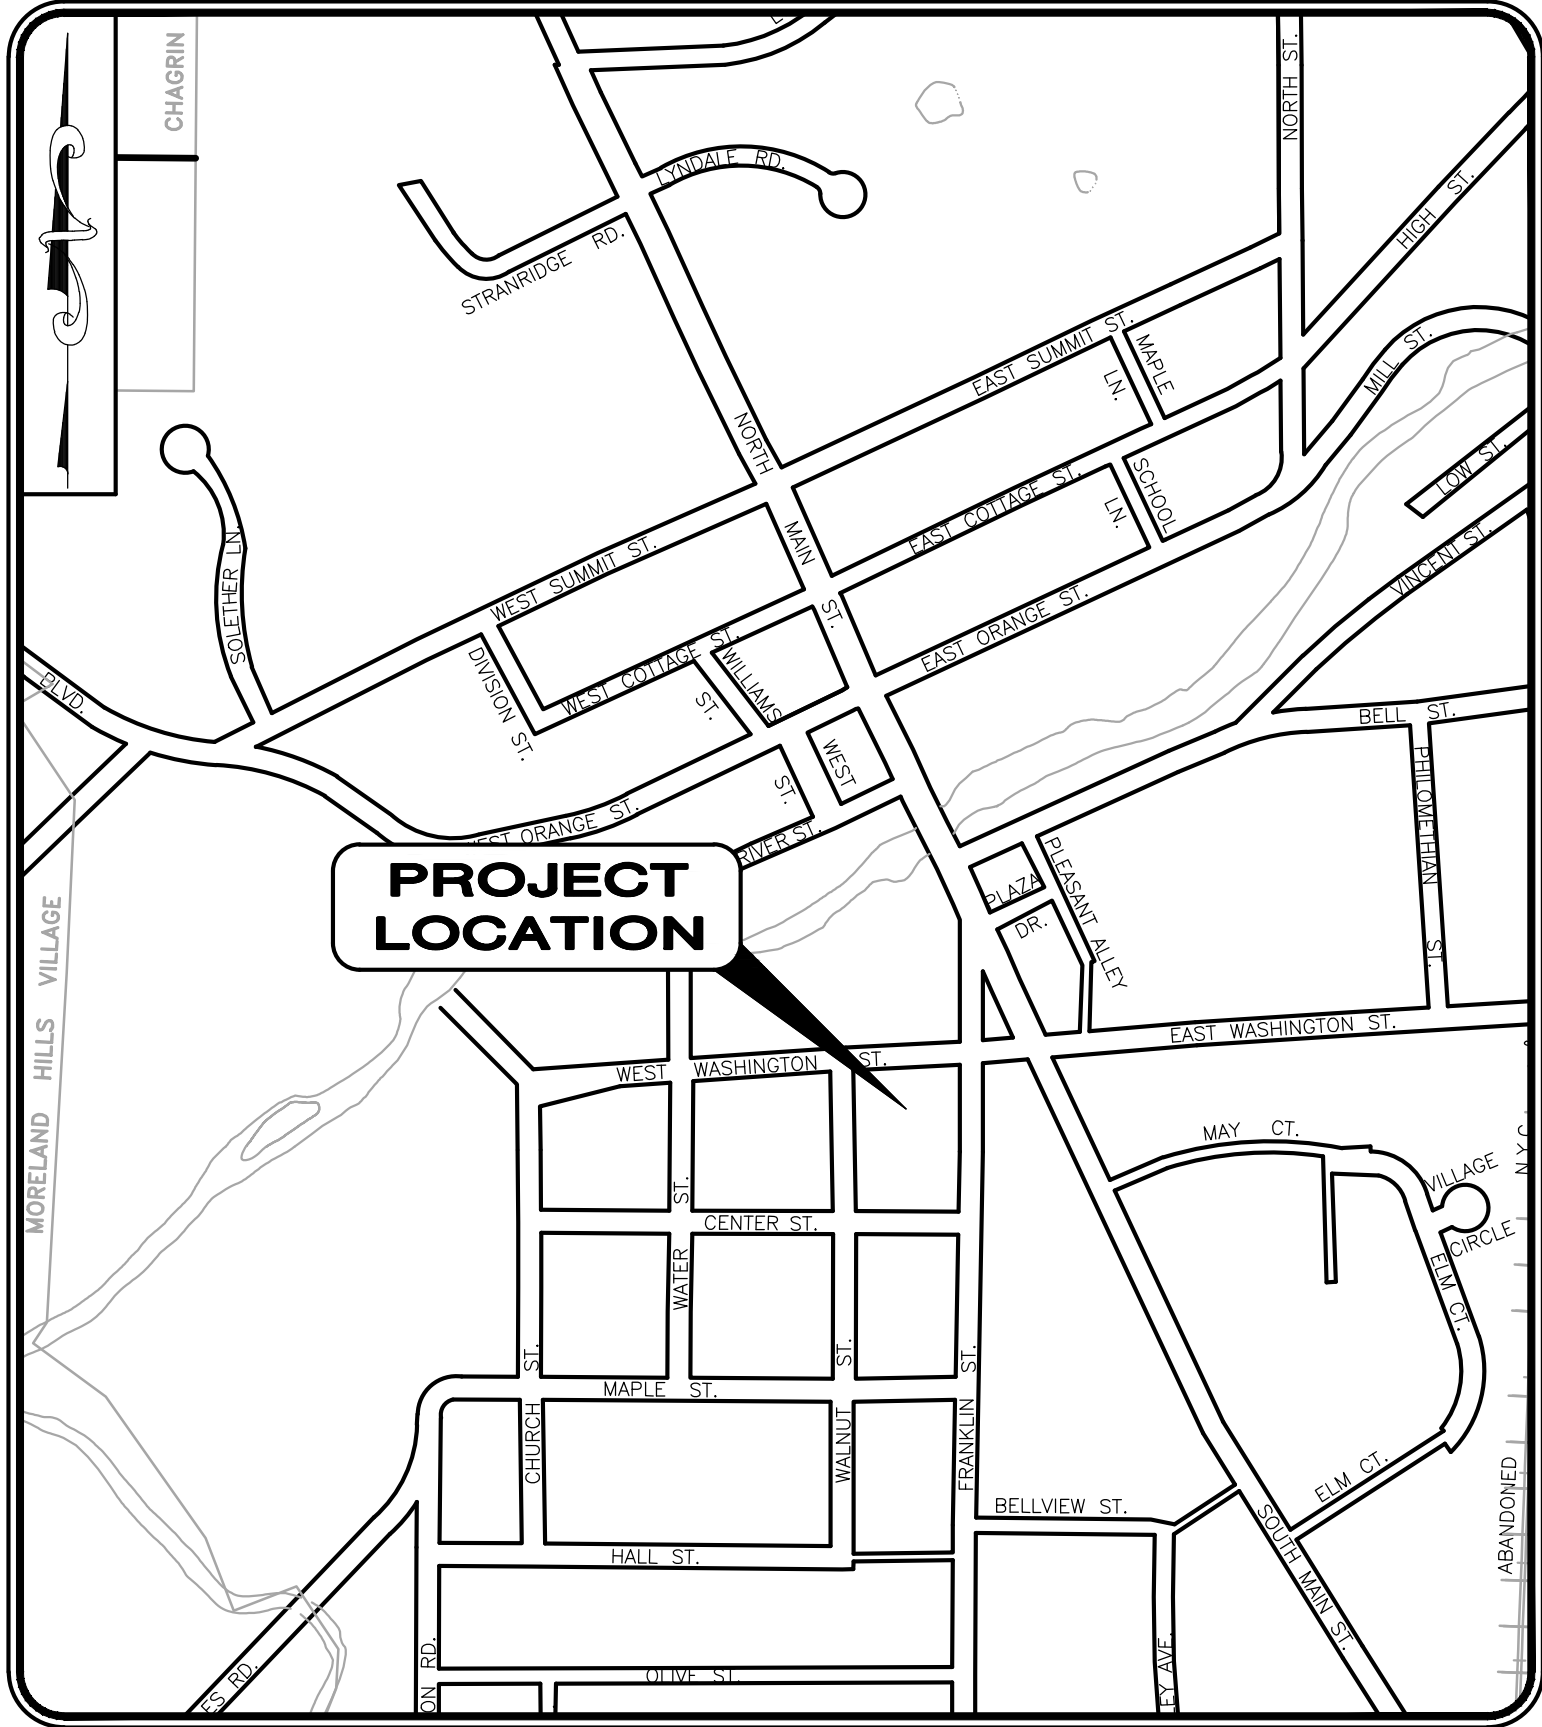 CHAGRIN
NORTH ST.
LYNDALE RD.
HIGH ST.
STRANRIDGE RD.
EAST SUMMIT ST.
MAPLE
LN.
MILL ST.
NORTH
MAIN
ST.
EAST COTTAGE ST.
SCHOOL
LN.
LOW ST.
VINCENT ST.
SOLETHER LN.
WEST SUMMIT ST.
EAST ORANGE ST.
BLVD.
DIVISION ST.
WEST COTTAGE ST.
WILLIAMS
ST.
WEST
ST.
BELL ST.
PHILOMETHIAN
ST.
WEST ORANGE ST.
RIVER ST.
PROJECT
LOCATION
PLAZA
DR.
PLEASANT ALLEY
MORELAND HILLS VILLAGE
EAST WASHINGTON ST.
WEST WASHINGTON ST.
MAY CT.
VILLAGE
CIRCLE
ELM CT.
ST.
WATER
CENTER ST.
ST.
CHURCH
MAPLE ST.
ST.
WALNUT
ST.
FRANKLIN
BELLVIEW ST.
ELM CT.
SOUTH MAIN ST.
ABANDONED
HALL ST.
OLIVE ST.
ES RD.
ON RD.
EY AVE.